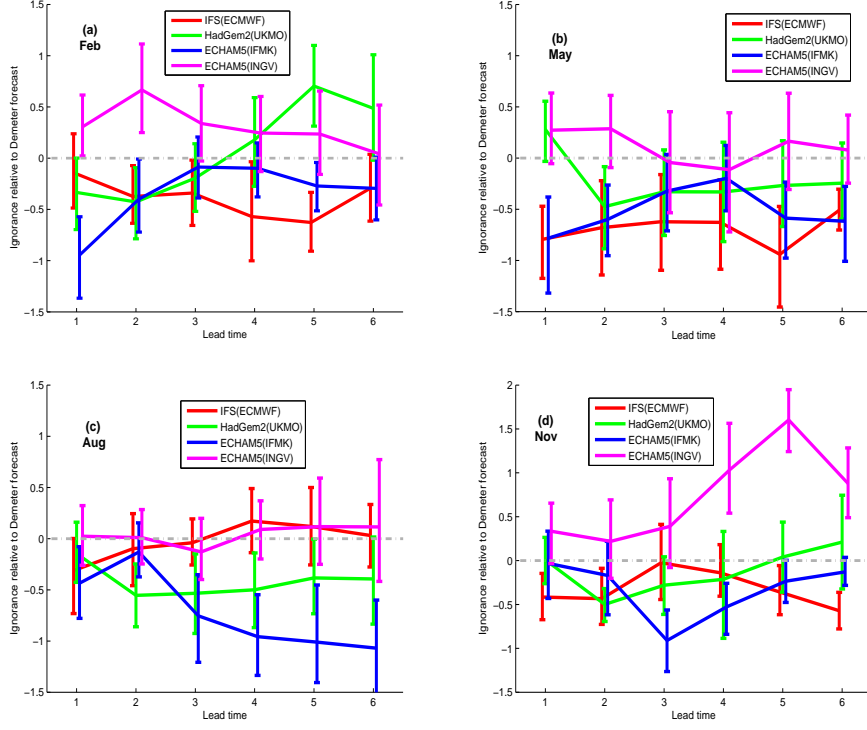 (a)
Feb
IFS(ECMWF)
HadGem2(UKMO)
ECHAM5(IFMK)
ECHAM5(INGV)
Ignorance relative to Demeter forecast
1.5
1
0.5
0
−0.5
−1
−1.5
1 2 3 4 5 6
Lead time
(b)
May
IFS(ECMWF)
HadGem2(UKMO)
ECHAM5(IFMK)
ECHAM5(INGV)
Ignorance relative to Demeter forecast
1.5
1
0.5
0
−0.5
−1
−1.5
1 2 3 4 5 6
Lead time
(c)
Aug
IFS(ECMWF)
HadGem2(UKMO)
ECHAM5(IFMK)
ECHAM5(INGV)
Ignorance relative to Demeter forecast
1.5
1
0.5
0
−0.5
−1
−1.5
1 2 3 4 5 6
Lead time
(d)
Nov
IFS(ECMWF)
HadGem2(UKMO)
ECHAM5(IFMK)
ECHAM5(INGV)
Ignorance relative to Demeter forecast
2
1.5
1
0.5
0
−0.5
−1
−1.5
1 2 3 4 5 6
Lead time